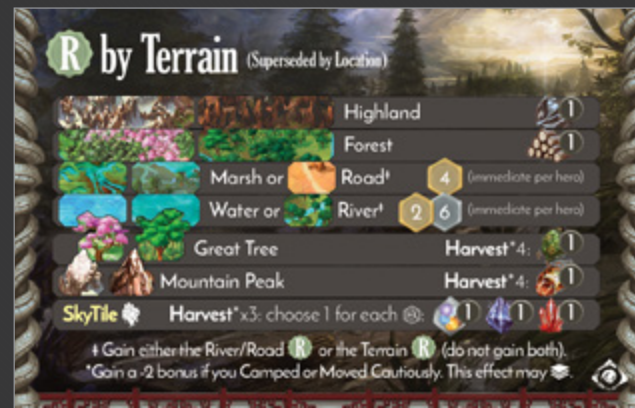 R by Terrain (Superseded by Location)
Highland 1
Forest 1
Marsh or Road‡ 4 (immediate per hero)
Water or River‡ 2 6 (immediate per hero)
Great Tree Harvest*4: 1
Mountain Peak Harvest*4: 1
SkyTile Harvest*x3: choose 1 for each : 1 1 1
‡ Gain either the River/Road R or the Terrain R (do not gain both).
*Gain a -2 bonus if you Camped or Moved Cautiously. This effect may .